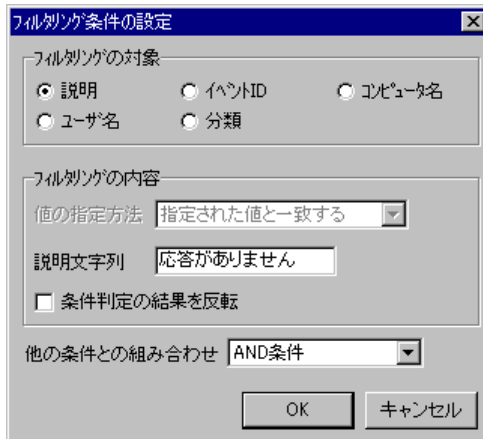 フィルタリング条件の設定
フィルタリングの対象
説明 イベントID コンピュータ名
ユーザ名 分類
フィルタリングの内容
値の指定方法 指定された値と一致する
説明文字列 応答がありません
条件判定の結果を反転
他の条件との組み合わせ AND条件
OK キャンセル